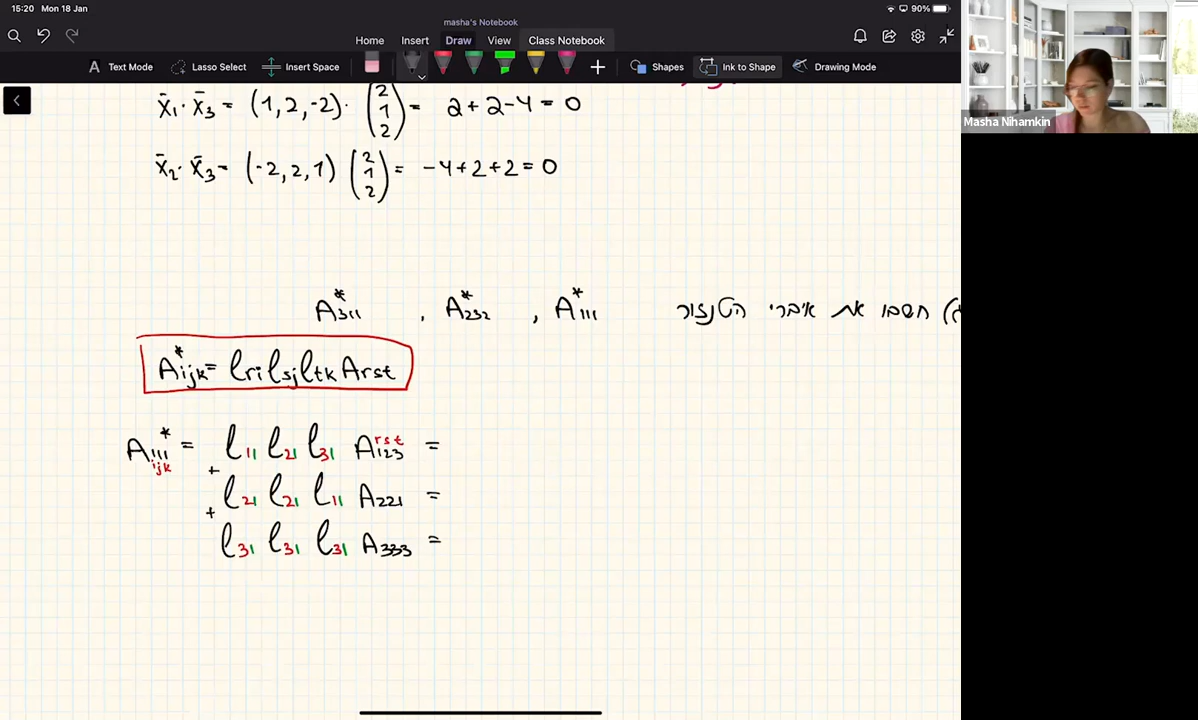 15:20 Mon 18 Jan
90%
masha's Notebook
Home Insert Draw View Class Notebook
Text Mode Lasso Select Insert Space Shapes Ink to Shape Drawing Mode
x̄₁ · x̄₃ = (1, 2, -2) · (2 1 2) = 2 + 2 - 4 = 0
x̄₂ · x̄₃ = (-2, 2, 1) (2 1 2) = -4 + 2 + 2 = 0
חשבו את איברי הטנזור A*₁₁₁ , A*₂₃₂ , A*₃₁₁
A*ijk = lri lsj ltk Arst
A*₁₁₁ = l₁₁ l₂₁ l₃₁ A₁₂₃ =
ijk rst
+ l₂₁ l₂₁ l₁₁ A₂₂₁ =
+ l₃₁ l₃₁ l₃₁ A₃₃₃ =
Masha Nihamkin